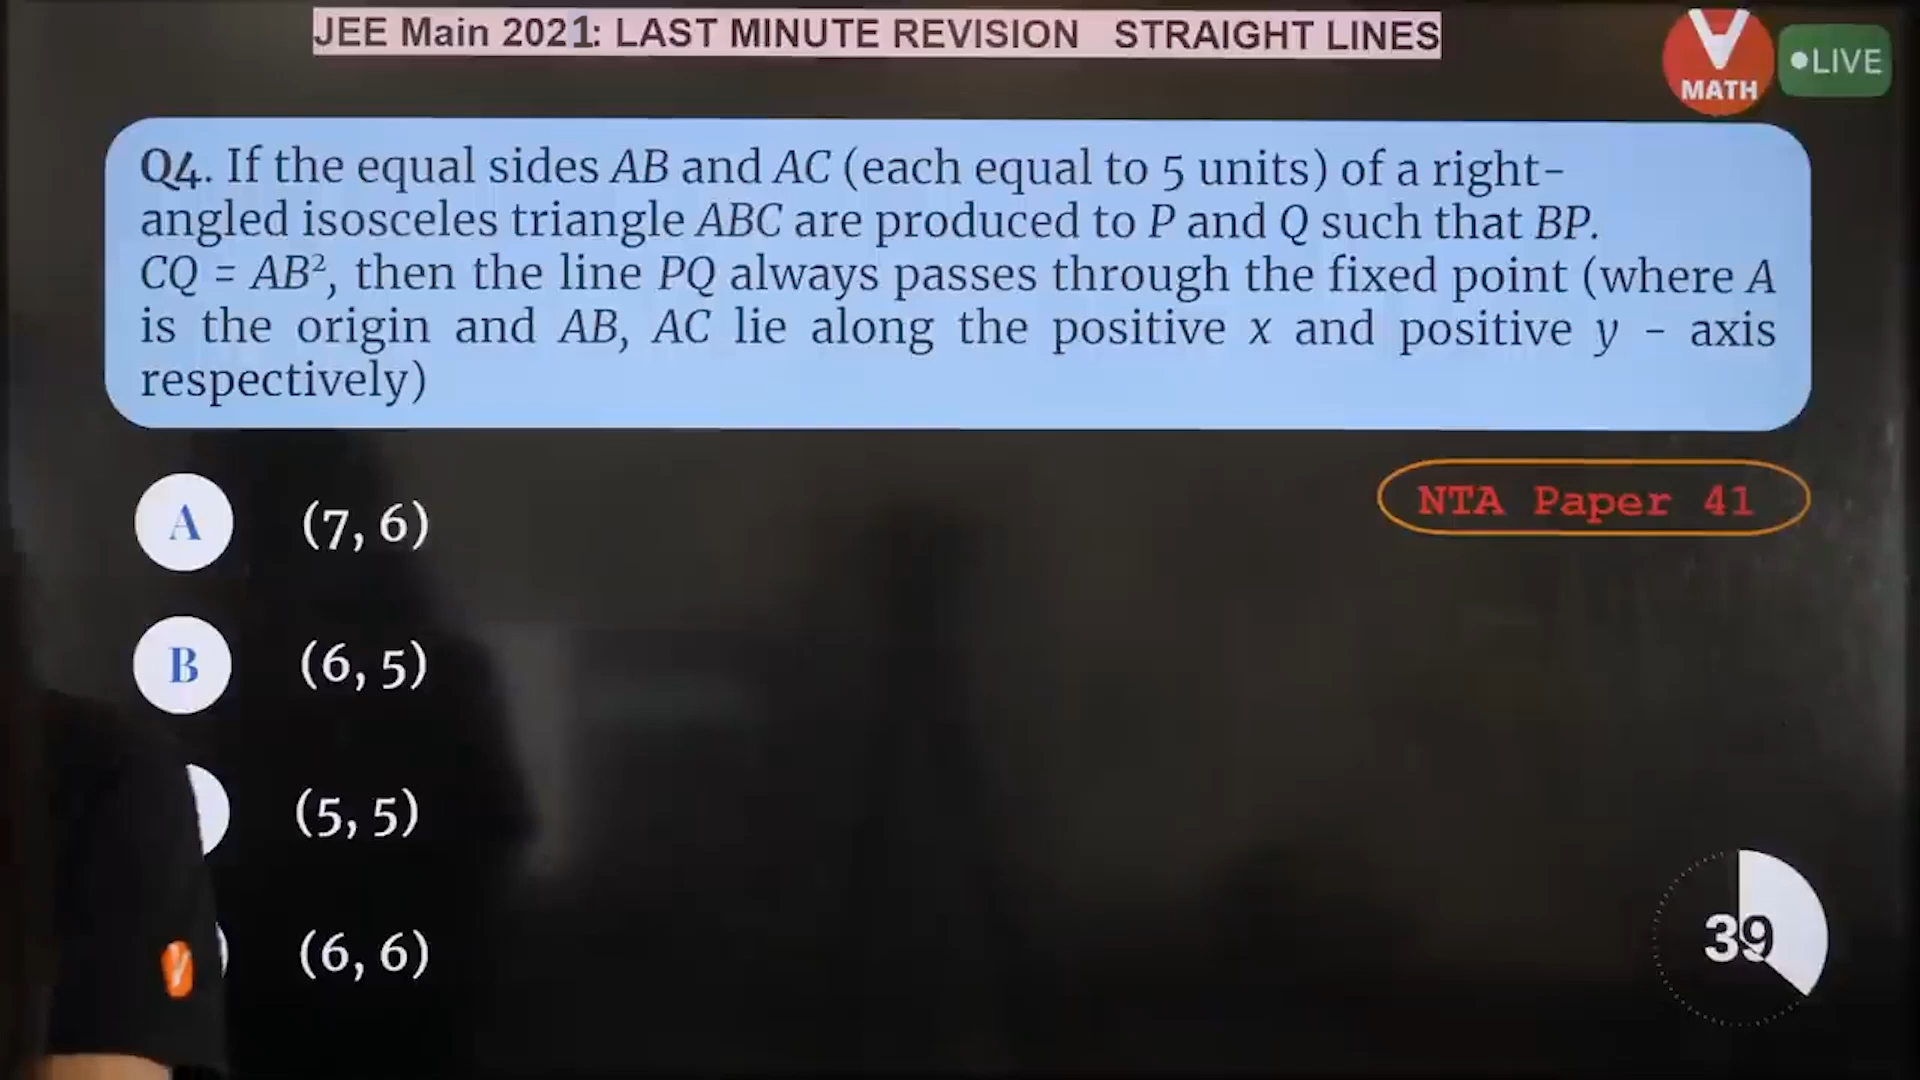 JEE Main 2021: LAST MINUTE REVISION STRAIGHT LINES
V
MATH
LIVE
Q4. If the equal sides AB and AC (each equal to 5 units) of a right-
angled isosceles triangle ABC are produced to P and Q such that BP.
CQ = AB², then the line PQ always passes through the fixed point (where A
is the origin and AB, AC lie along the positive x and positive y - axis
respectively)
NTA Paper 41
A (7, 6)
B (6, 5)
(5, 5)
(6, 6)
39